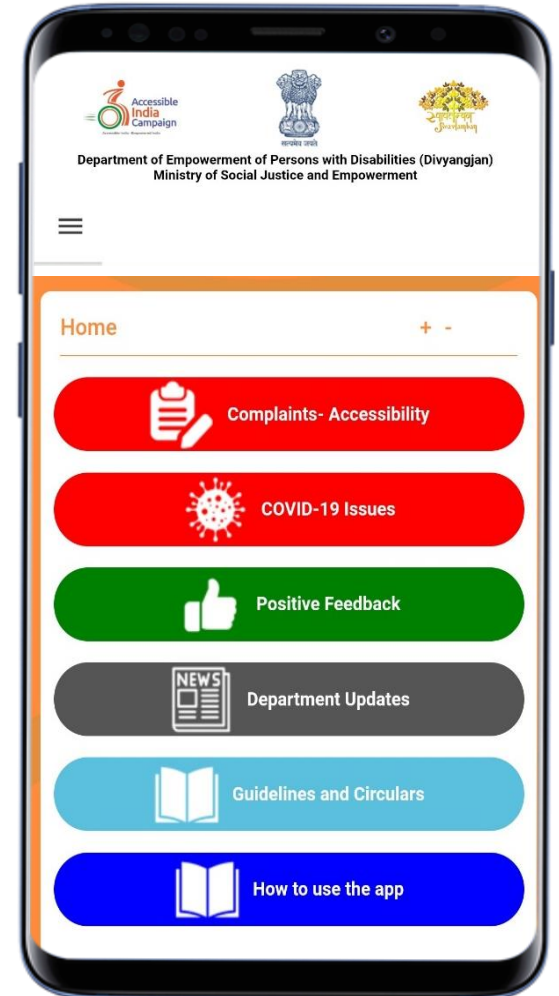 Accessible
India
Campaign
सत्यमेव जयते
Department of Empowerment of Persons with Disabilities (Divyangjan)
Ministry of Social Justice and Empowerment
Home + -
Complaints- Accessibility
COVID-19 Issues
Positive Feedback
NEWS
Department Updates
Guidelines and Circulars
How to use the app